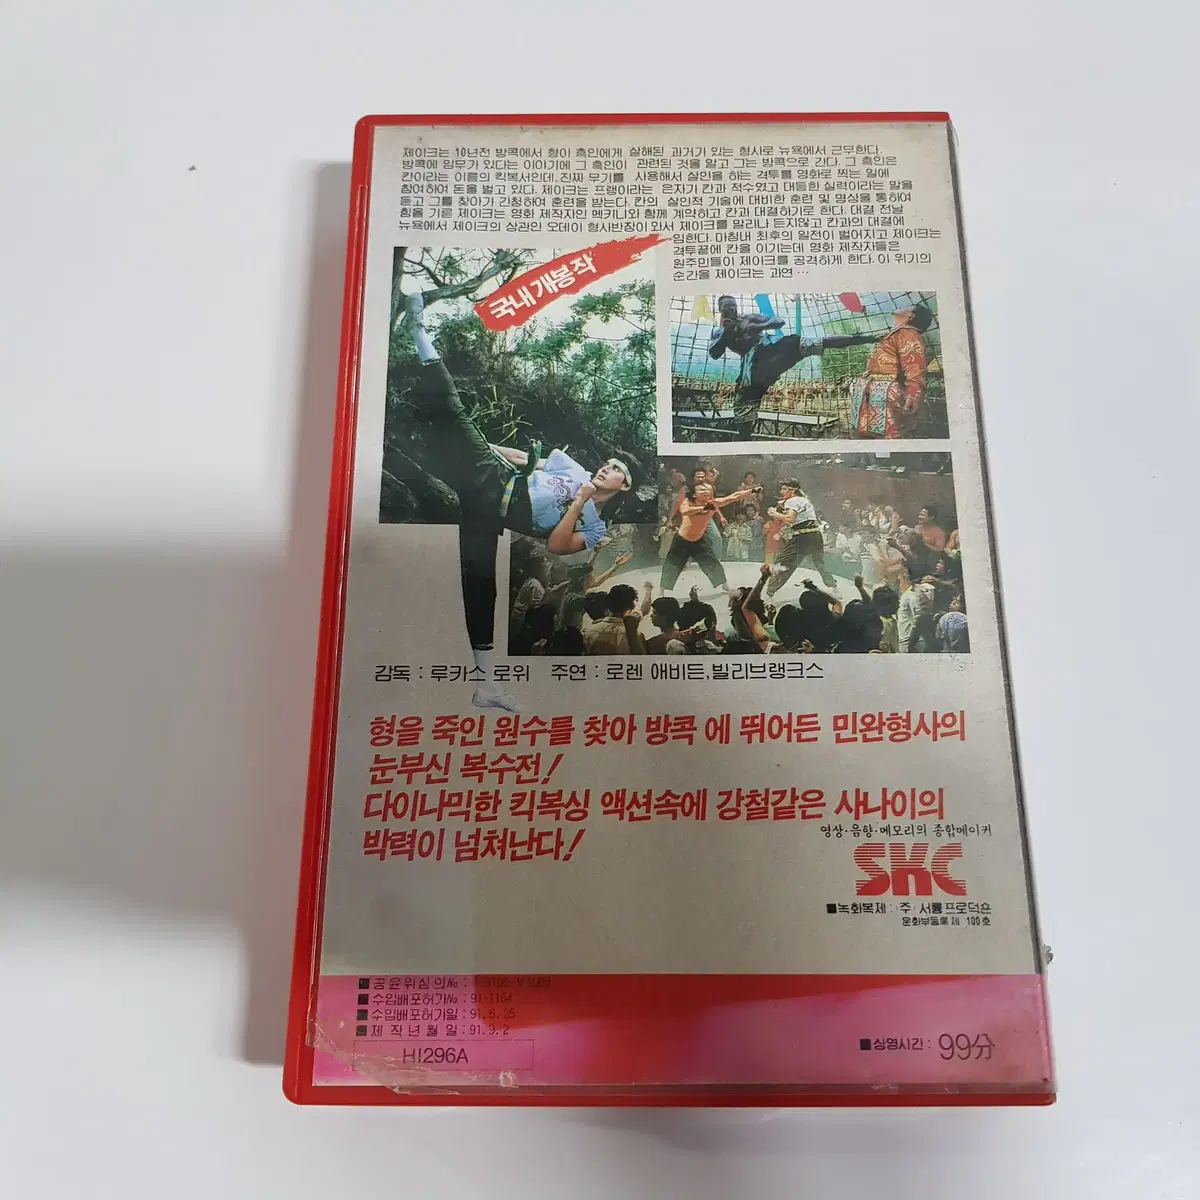 제이크는 10년전 방콕에서 형이 흑인에게 살해된 과거가 있는 형사로 뉴욕에서 근무한다.
방콕에 임무가 있다는 이야기에 그 흑인이 관련된 것을 알고 그는 방콕으로 간다. 그 흑인은
칸이라는 이름의 킥복서인데, 진짜 무기를 사용해서 살인을 하는 격투를 영화로 찍는 일에
참여하여 돈을 벌고 있다. 제이크는 프랭이라는 은자가 칸과 적수였고 대등한 실력이라는 말을
듣고 그를 찾아가 긴청하여 훈련을 받는다. 칸의 살인적 기술에 대비한 훈련 및 명상을 통하여
힘을 기른 제이크는 영화 제작자인 멕키니와 함께 계약하고 칸과 대결하기로 한다. 대결 전날
뉴욕에서 제이크의 상관인 오데이 형사반장이 와서 제이크를 말리나 듣지않고 칸과의 대결에
임한다. 마침내 최후의 일전이 벌어지고 제이크는
격투끝에 칸을 이기는데 영화 제작자들은
원주민들이 제이크를 공격하게 한다. 이 위기의
순간을 제이크는 과연 …
국내개봉작
감독 : 루카스 로위 주연 : 로렌 애비든, 빌리브랭크스
형을 죽인 원수를 찾아 방콕 에 뛰어든 민완형사의
눈부신 복수전!
다이나믹한 킥복싱 액션속에 강철같은 사나이의
박력이 넘쳐난다!
영상·음향·메모리의 종합메이커
SKC
■녹화복제 : (주) 서륭프로덕숀
문화부등록제 100호
■공윤위심의№ :
■수입배포허가№ : 91-1164
■수입배포허가일 : 91.6.25
■제작년월일 : 91.9.2
HI296A
■상영시간 : 99分